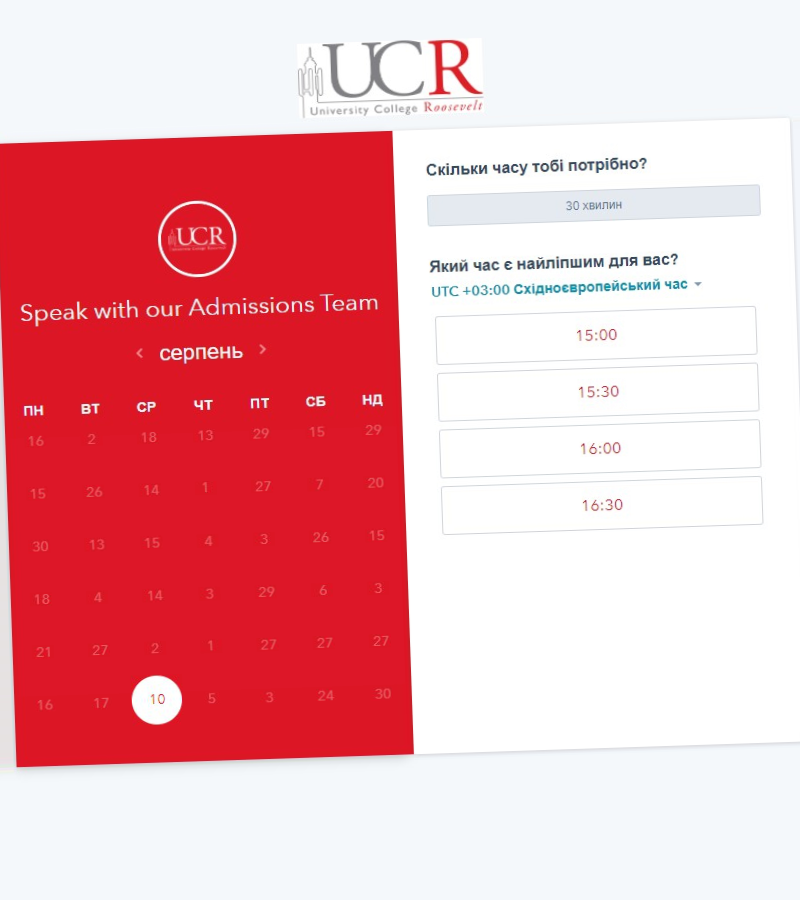 UCR
University College Roosevelt
UCR
Speak with our Admissions Team
серпень
ПН ВТ СР ЧТ ПТ СБ НД
16 2 18 13 29 15 29
15 26 14 1 27 7 20
30 13 15 4 3 26 15
18 4 14 3 29 6 3
21 27 2 1 27 27 27
16 17 10 5 3 24 30
Скільки часу тобі потрібно?
30 хвилин
Який час є найліпшим для вас?
UTC +03:00 Східноєвропейський час
15:00
15:30
16:00
16:30